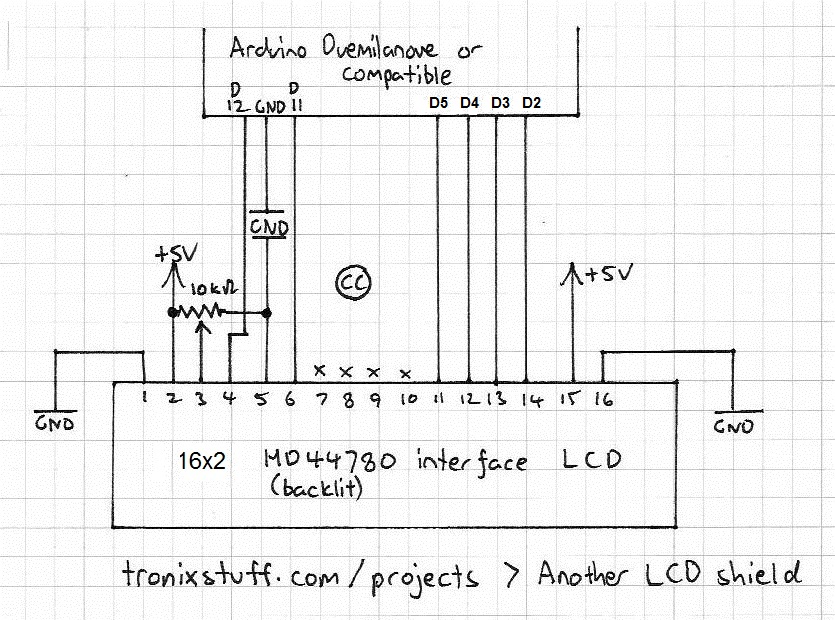 Arduino Duemilanove or
compatible
D D
12 GND 11 D5 D4 D3 D2
GND
+5V
10kΩ
CC
+5V
x x x x
1 2 3 4 5 6 7 8 9 10 11 12 13 14 15 16
GND
GND
16x2 HD44780 interface LCD
(backlit)
tronixstuff.com/projects > Another LCD shield